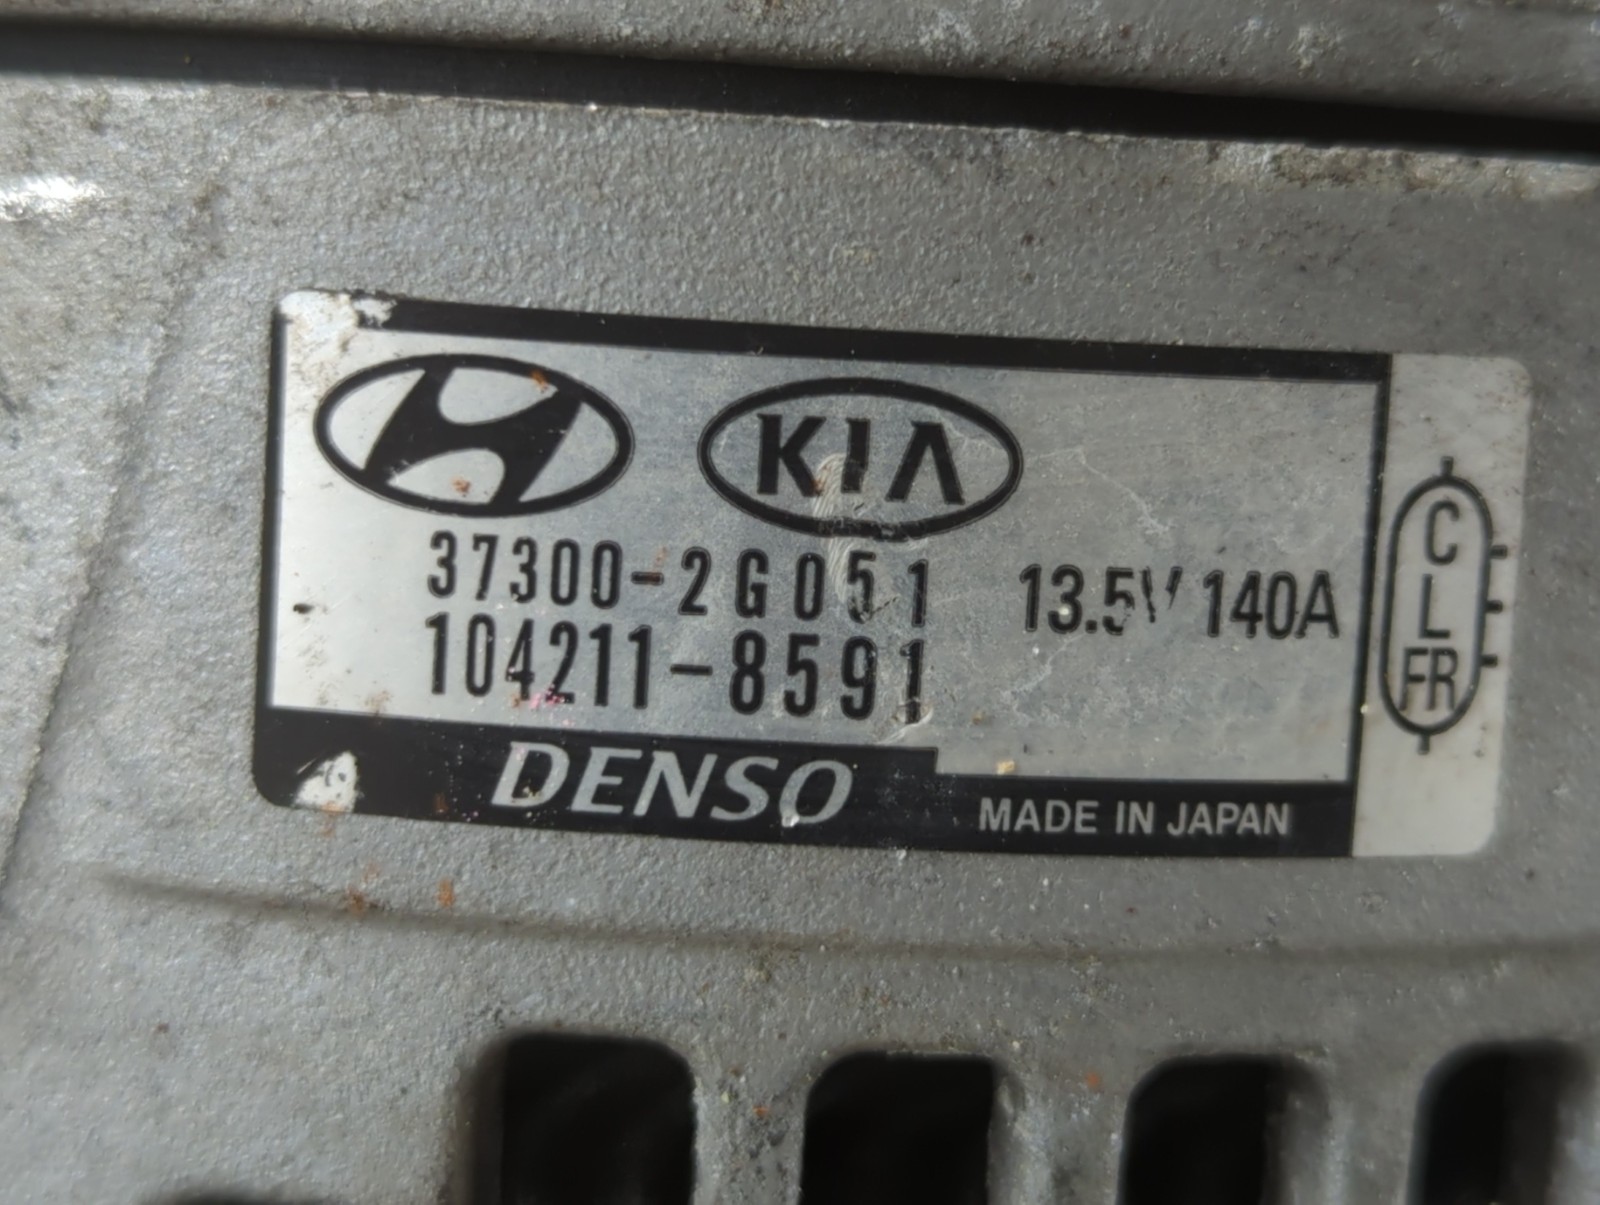 KIA
37300-2G051 13.5V 140A
104211-8591
DENSO
MADE IN JAPAN
C
L
FR